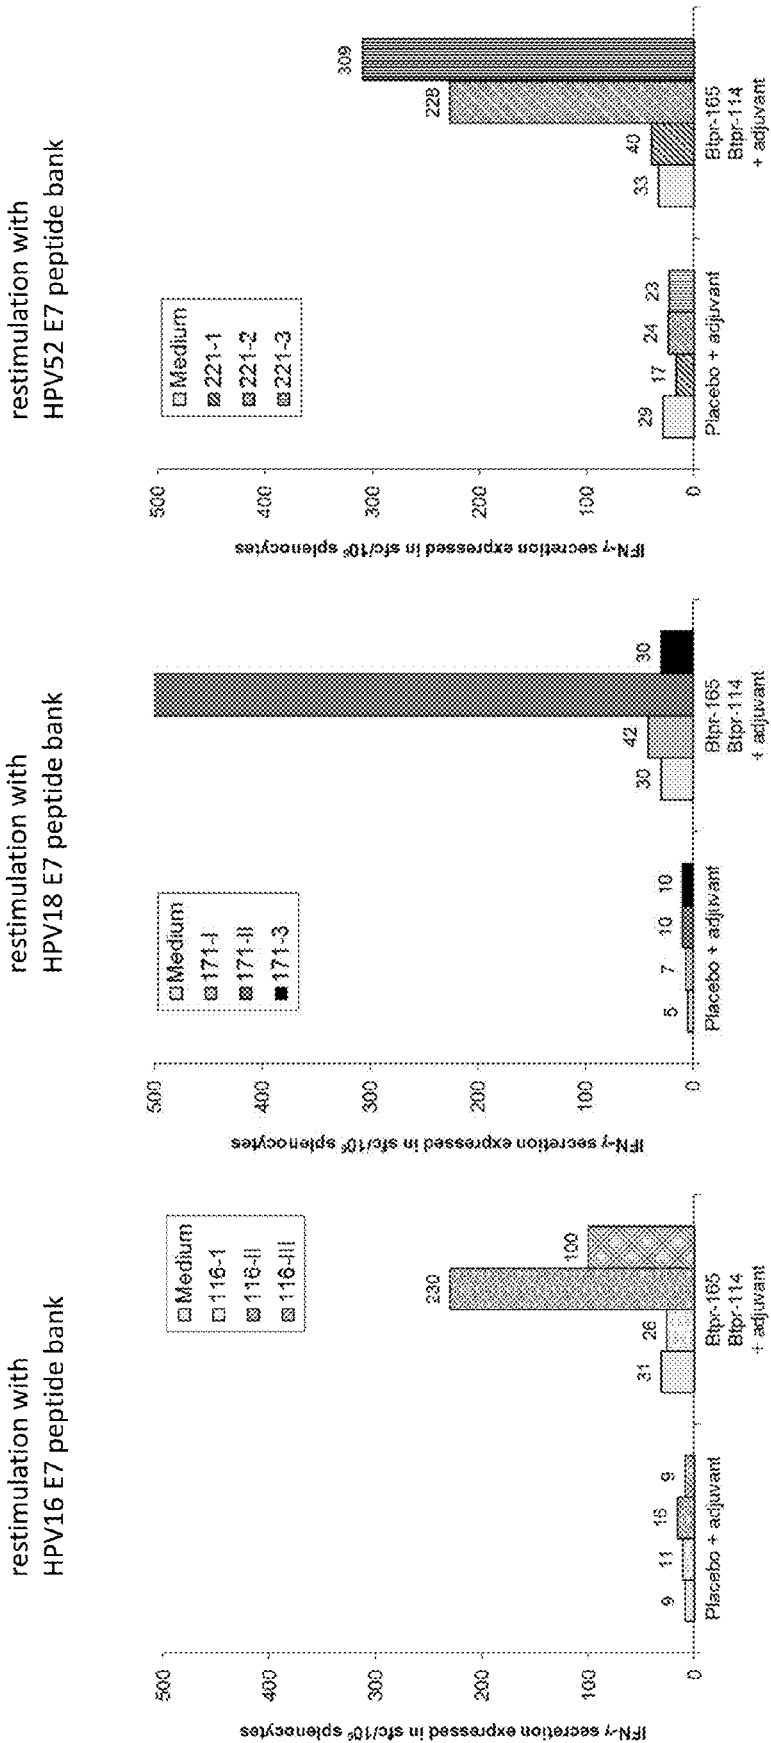 restimulation with
HPV16 E7 peptide bank
IFN-γ secretion expressed in sfc/10⁶ splenocytes
500
400
300
200
100
0
Medium
116-1
116-II
116-III
9
11
16
9
Placebo + adjuvant
31
26
230
100
Btpr-165
Btpr-114
+ adjuvant
restimulation with
HPV18 E7 peptide bank
IFN-γ secretion expressed in sfc/10⁶ splenocytes
500
400
300
200
100
0
Medium
171-I
171-II
171-3
5
7
10
10
Placebo + adjuvant
30
42
30
Btpr-165
Btpr-114
+ adjuvant
restimulation with
HPV52 E7 peptide bank
IFN-γ secretion expressed in sfc/10⁶ splenocytes
500
400
300
200
100
0
Medium
221-1
221-2
221-3
29
17
24
23
Placebo + adjuvant
33
40
228
309
Btpr-165
Btpr-114
+ adjuvant